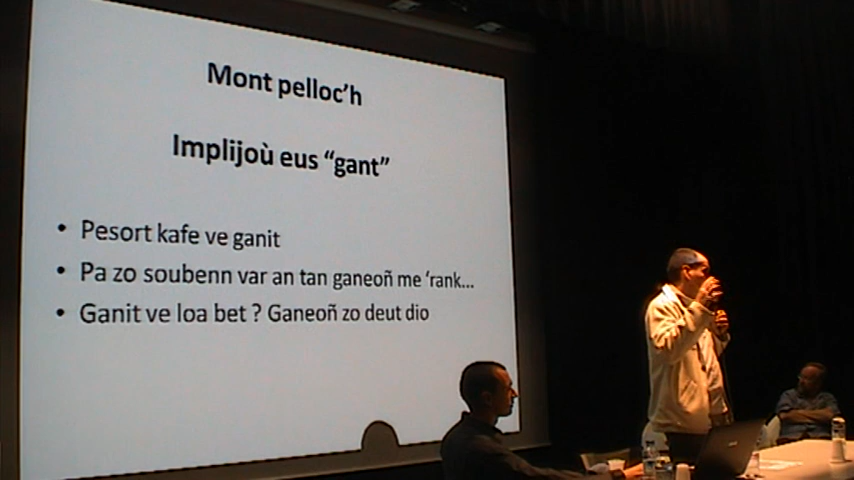 Mont pelloc'h
Implijoù eus “gant”
• Pesort kafe ve ganit
• Pa zo soubenn var an tan ganeoñ me ‘rank...
• Ganit ve loa bet ? Ganeoñ zo deut dio